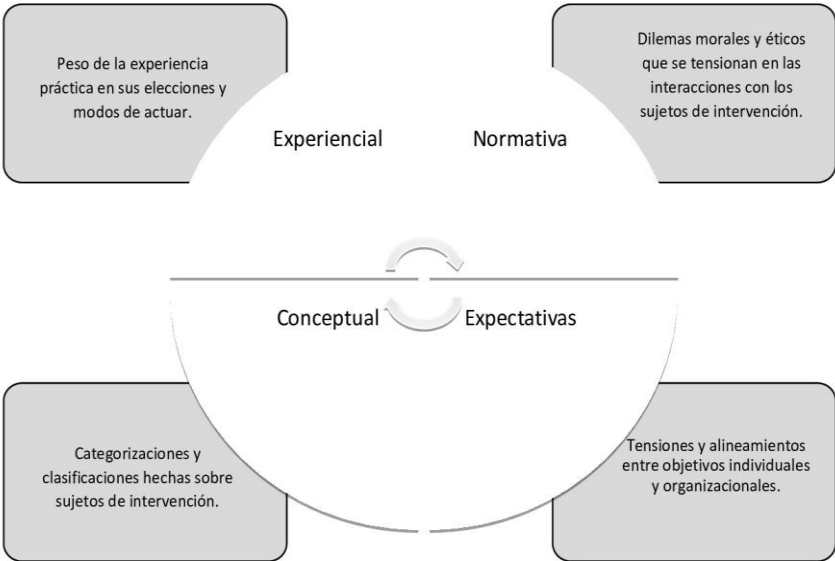 Peso de la experiencia
práctica en sus elecciones y
modos de actuar.
Dilemas morales y éticos
que se tensionan en las
interacciones con los
sujetos de intervención.
Experiencial
Normativa
Conceptual
Expectativas
Categorizaciones y
clasificaciones hechas sobre
sujetos de intervención.
Tensiones y alineamientos
entre objetivos individuales
y organizacionales.